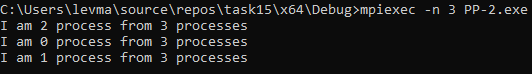 C:\Users\levma\source\repos\task15\x64\Debug>mpiexec -n 3 PP-2.exe
I am 2 process from 3 processes
I am 0 process from 3 processes
I am 1 process from 3 processes